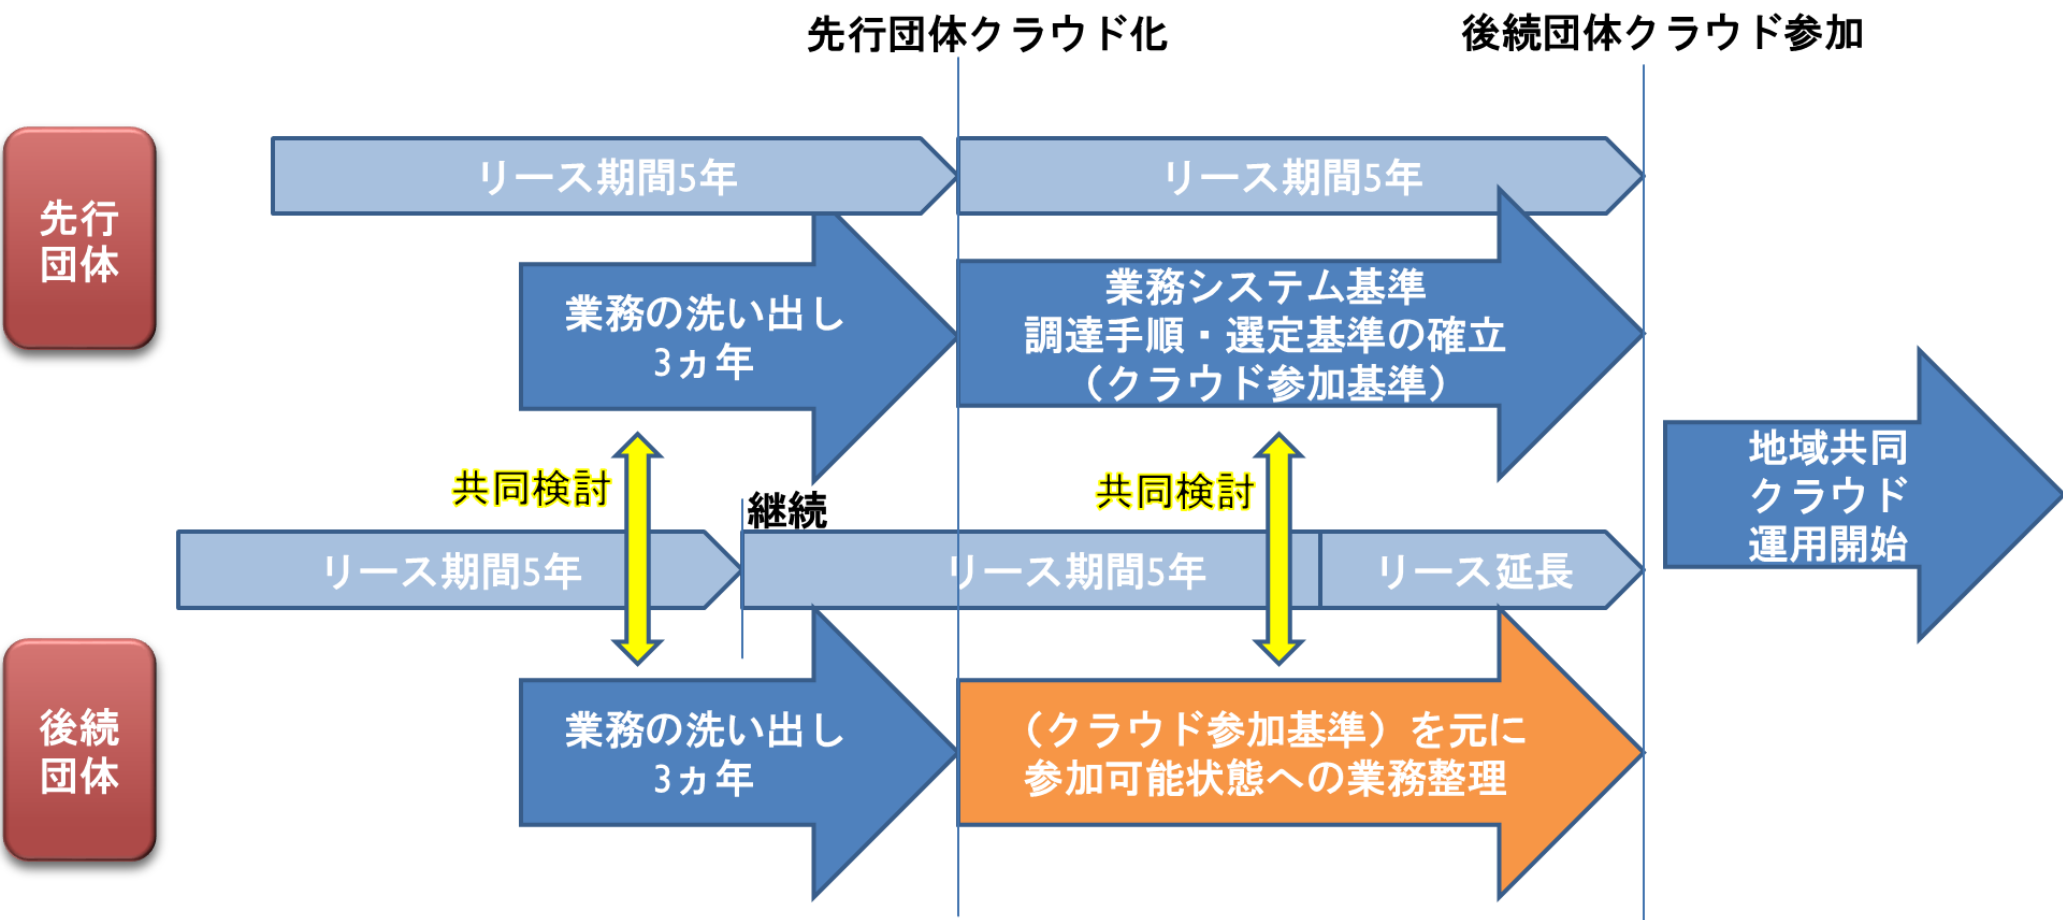 先行団体クラウド化
後続団体クラウド参加
先行
団体
リース期間5年
リース期間5年
業務の洗い出し
3ヵ年
業務システム基準
調達手順・選定基準の確立
（クラウド参加基準）
共同検討
共同検討
継続
地域共同
クラウド
運用開始
リース期間5年
リース期間5年
リース延長
後続
団体
業務の洗い出し
3ヵ年
（クラウド参加基準）を元に
参加可能状態への業務整理